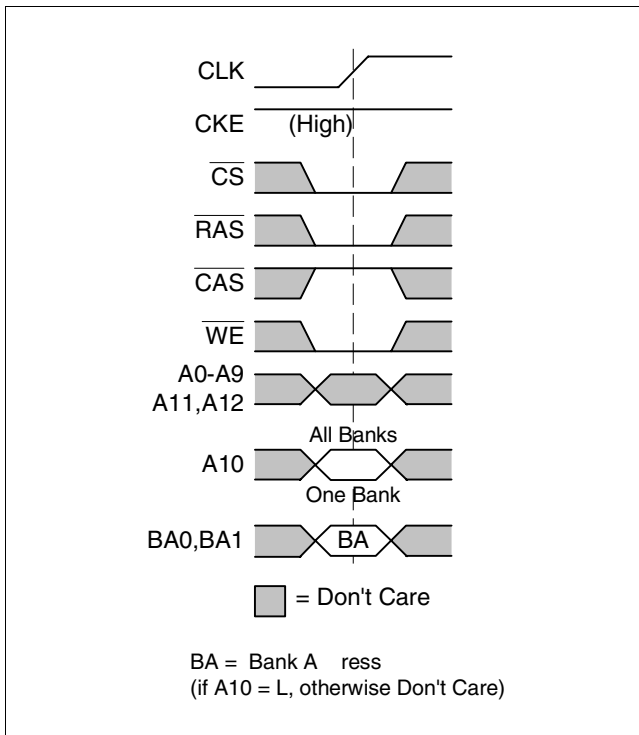 CLK
CKE (High)
CS
RAS
CAS
WE
A0-A9
A11,A12
All Banks
A10
One Bank
BA0,BA1 BA
= Don't Care
BA = Bank A ress
(if A10 = L, otherwise Don't Care)